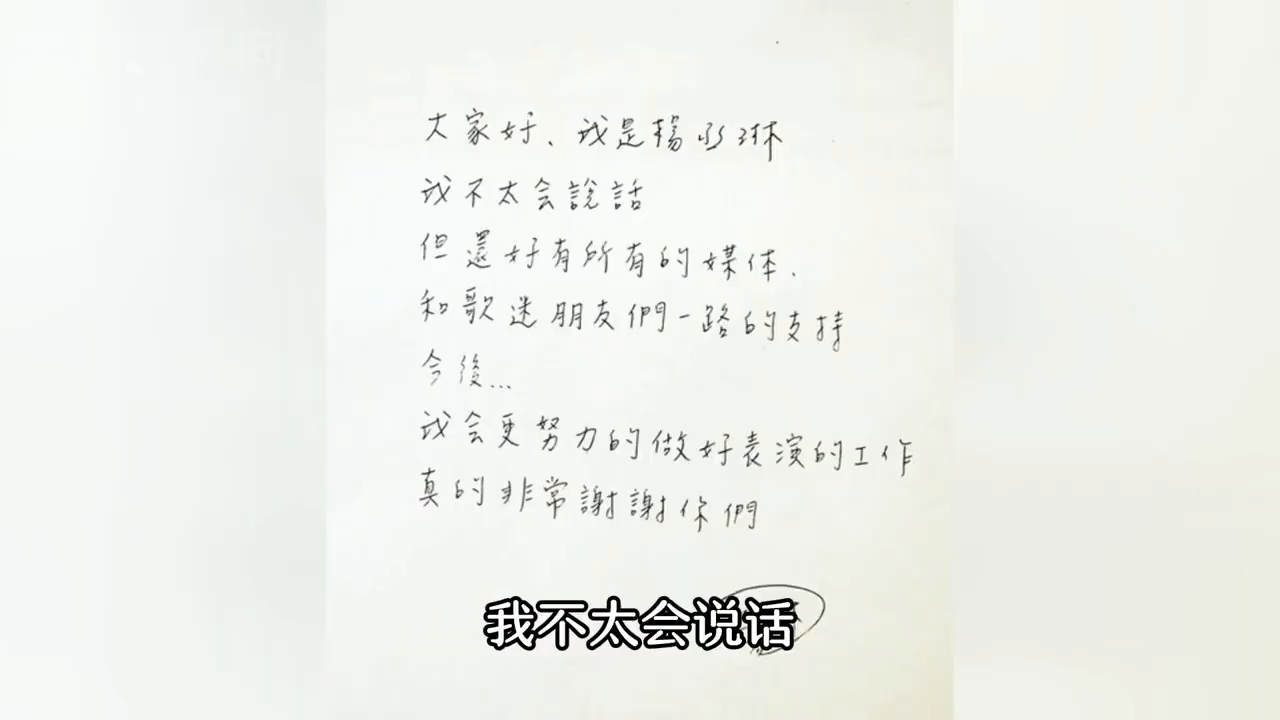 大家好、我是楊丞琳
我不太会說話
但還好有所有的媒体、
和歌迷朋友們一路的支持
今後...
我会更努力的做好表演的工作
真的非常謝謝你們
我不太会说话